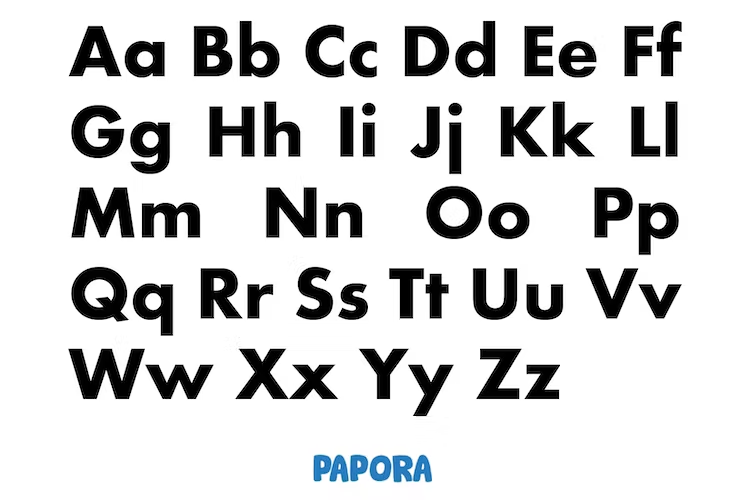 Aa Bb Cc Dd Ee Ff
Gg Hh Ii Jj Kk Ll
Mm Nn Oo Pp
Qq Rr Ss Tt Uu Vv
Ww Xx Yy Zz
PAPORA